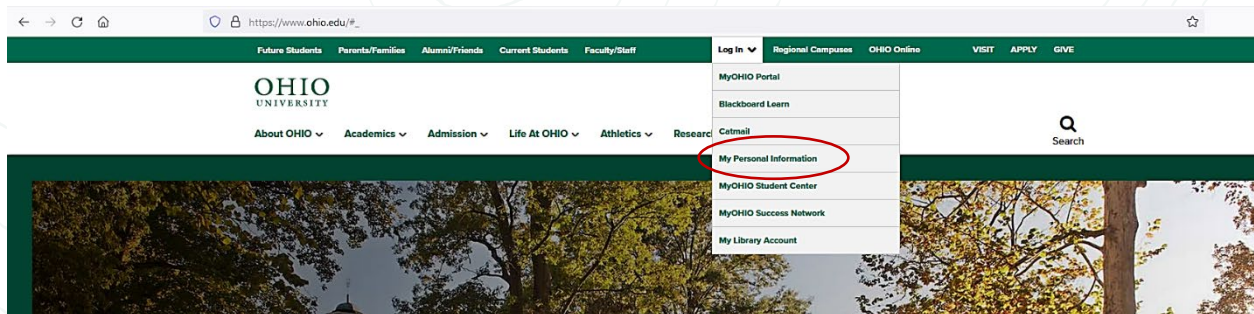 https://www.ohio.edu/#_
Future Students Parents/Families Alumni/Friends Current Students Faculty/Staff Log In Regional Campuses OHIO Online VISIT APPLY GIVE
OHIO
UNIVERSITY
About OHIO Academics Admission Life At OHIO Athletics Researc
Search
MyOHIO Portal
Blackboard Learn
Catmail
My Personal Information
MyOHIO Student Center
MyOHIO Success Network
My Library Account